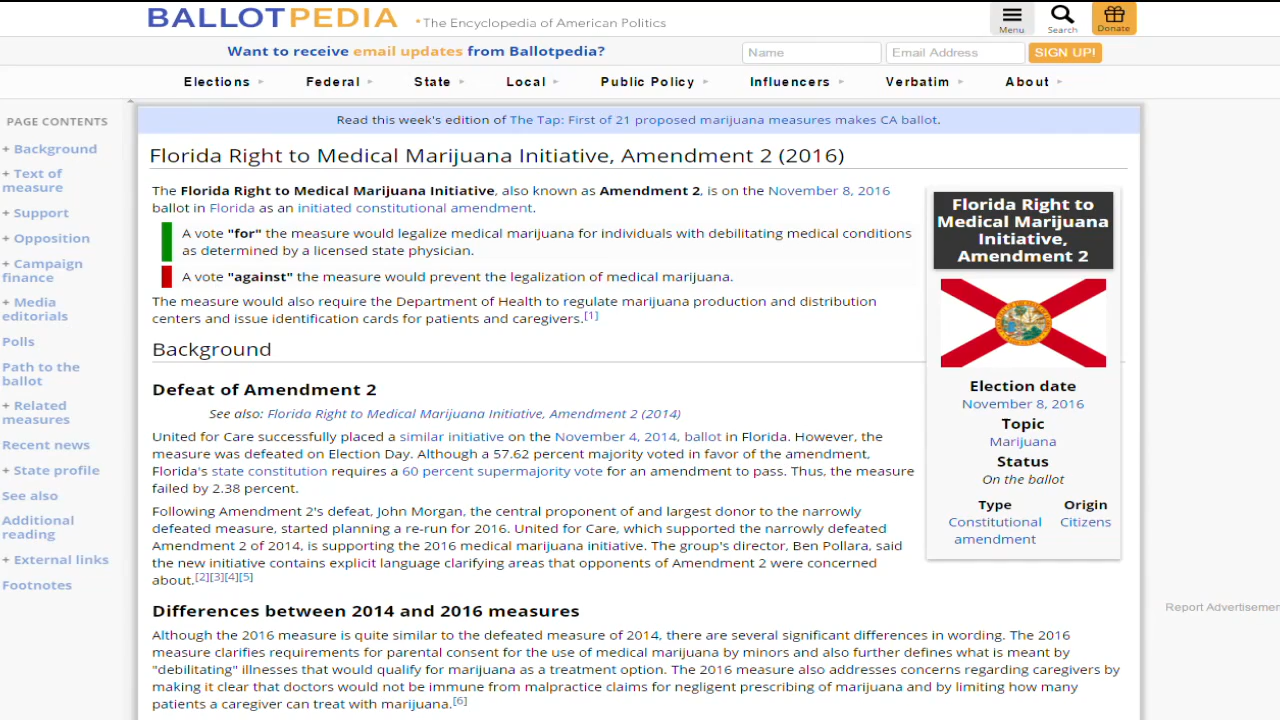 BALLOTPEDIA
•The Encyclopedia of American Politics
Menu
Search
Donate
Want to receive email updates from Ballotpedia?
Name
Email Address
SIGN UP!
Elections
Federal
State
Local
Public Policy
Influencers
Verbatim
About
PAGE CONTENTS
+ Background
+ Text of
measure
+ Support
+ Opposition
+ Campaign
finance
+ Media
editorials
Polls
Path to the
ballot
+ Related
measures
Recent news
+ State profile
See also
Additional
reading
+ External links
Footnotes
Read this week's edition of The Tap: First of 21 proposed marijuana measures makes CA ballot.
Florida Right to Medical Marijuana Initiative, Amendment 2 (2016)
The Florida Right to Medical Marijuana Initiative, also known as Amendment 2, is on the November 8, 2016
ballot in Florida as an initiated constitutional amendment.
A vote "for" the measure would legalize medical marijuana for individuals with debilitating medical conditions
as determined by a licensed state physician.
A vote "against" the measure would prevent the legalization of medical marijuana.
The measure would also require the Department of Health to regulate marijuana production and distribution
centers and issue identification cards for patients and caregivers.[1]
Background
Defeat of Amendment 2
See also: Florida Right to Medical Marijuana Initiative, Amendment 2 (2014)
United for Care successfully placed a similar initiative on the November 4, 2014, ballot in Florida. However, the
measure was defeated on Election Day. Although a 57.62 percent majority voted in favor of the amendment,
Florida's state constitution requires a 60 percent supermajority vote for an amendment to pass. Thus, the measure
failed by 2.38 percent.
Following Amendment 2's defeat, John Morgan, the central proponent of and largest donor to the narrowly
defeated measure, started planning a re-run for 2016. United for Care, which supported the narrowly defeated
Amendment 2 of 2014, is supporting the 2016 medical marijuana initiative. The group's director, Ben Pollara, said
the new initiative contains explicit language clarifying areas that opponents of Amendment 2 were concerned
about.[2][3][4][5]
Differences between 2014 and 2016 measures
Although the 2016 measure is quite similar to the defeated measure of 2014, there are several significant differences in wording. The 2016
measure clarifies requirements for parental consent for the use of medical marijuana by minors and also further defines what is meant by
"debilitating" illnesses that would qualify for marijuana as a treatment option. The 2016 measure also addresses concerns regarding caregivers by
making it clear that doctors would not be immune from malpractice claims for negligent prescribing of marijuana and by limiting how many
patients a caregiver can treat with marijuana.[6]
Florida Right to
Medical Marijuana
Initiative,
Amendment 2
Election date
November 8, 2016
Topic
Marijuana
Status
On the ballot
Type
Origin
Constitutional
amendment
Citizens
Report Advertisemen